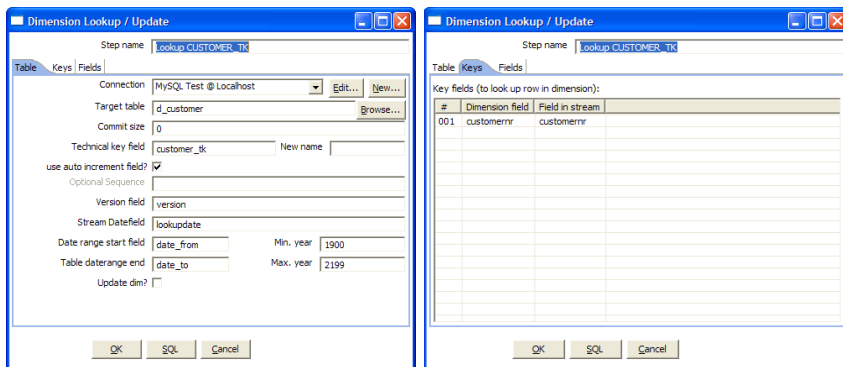 Dimension Lookup / Update
Step name Lookup CUSTOMER_TK
Table Keys Fields
Connection MySQL Test @ Localhost Edit... New...
Target table d_customer Browse...
Commit size 0
Technical key field customer_tk New name
use auto increment field?
Optional Sequence
Version field version
Stream Datefield lookupdate
Date range start field date_from Min. year 1900
Table daterange end date_to Max. year 2199
Update dim?
OK SQL Cancel
Dimension Lookup / Update
Step name Lookup CUSTOMER_TK
Table Keys Fields
Key fields (to look up row in dimension):
# Dimension field Field in stream
001 customernr customernr
OK SQL Cancel